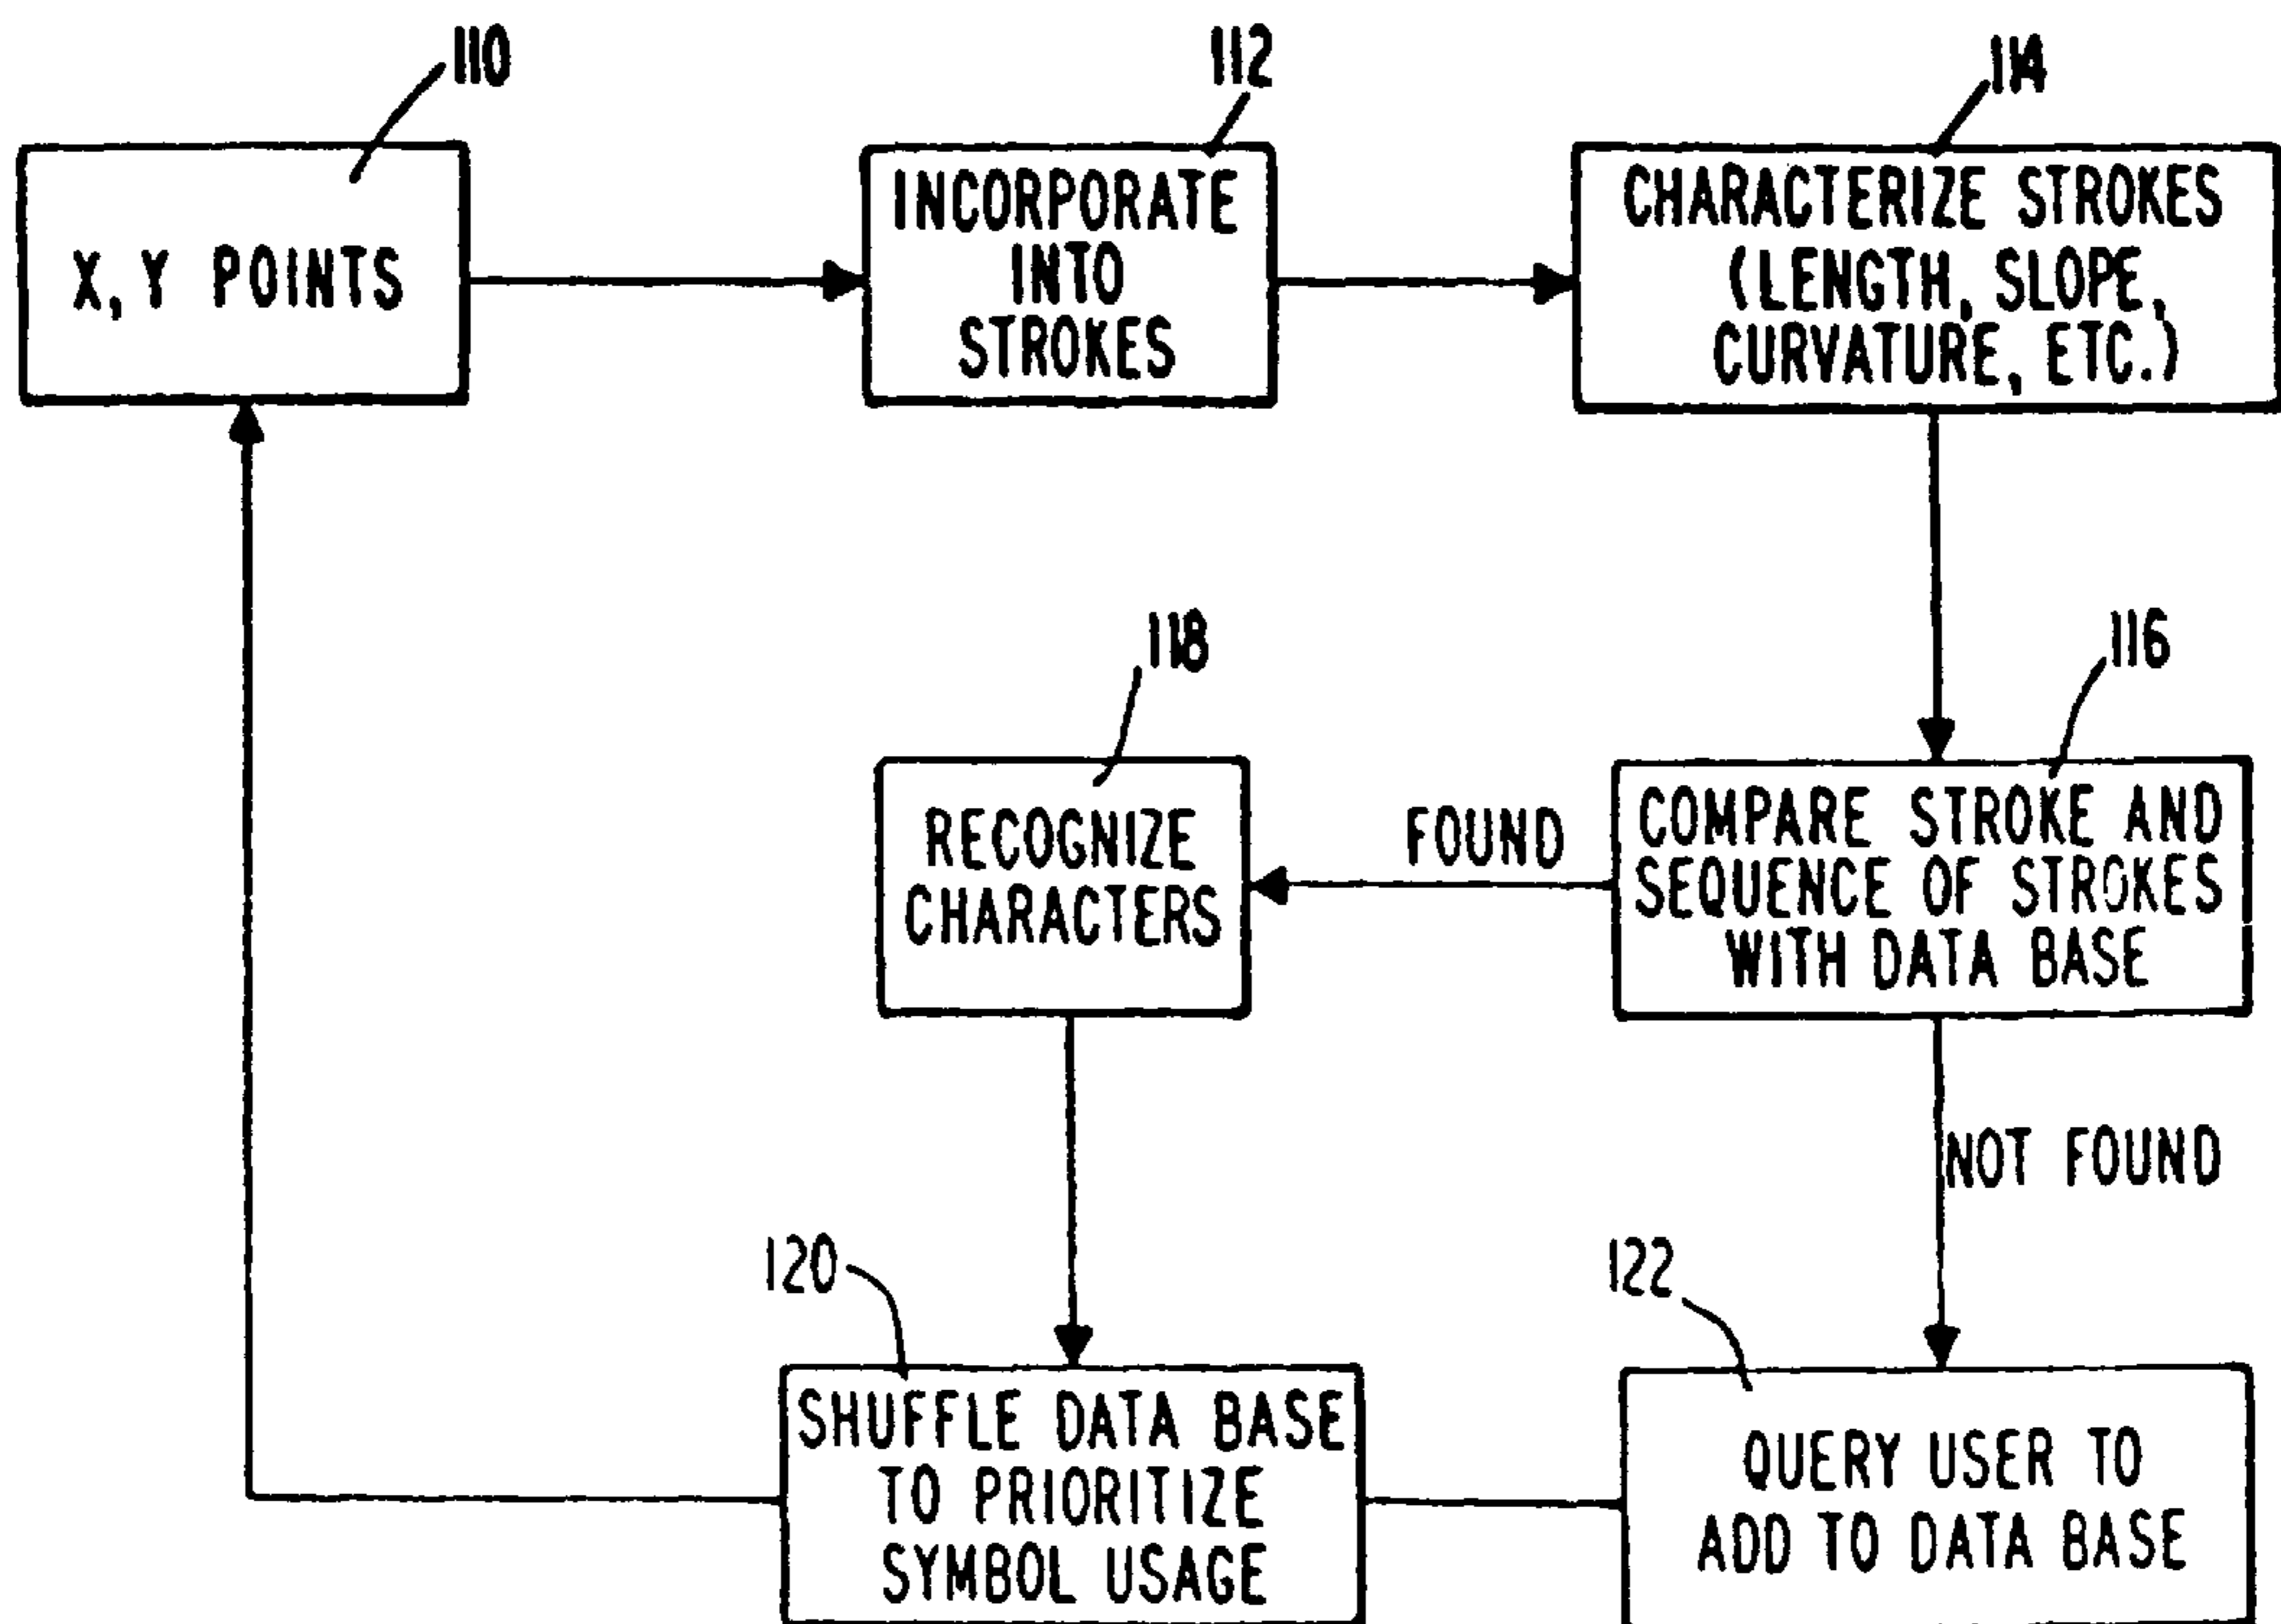 110
X, Y POINTS
112
INCORPORATE
INTO
STROKES
114
CHARACTERIZE STROKES
(LENGTH, SLOPE,
CURVATURE, ETC.)
118
RECOGNIZE
CHARACTERS
FOUND
116
COMPARE STROKE AND
SEQUENCE OF STROKES
WITH DATA BASE
NOT FOUND
120
SHUFFLE DATA BASE
TO PRIORITIZE
SYMBOL USAGE
122
QUERY USER TO
ADD TO DATA BASE